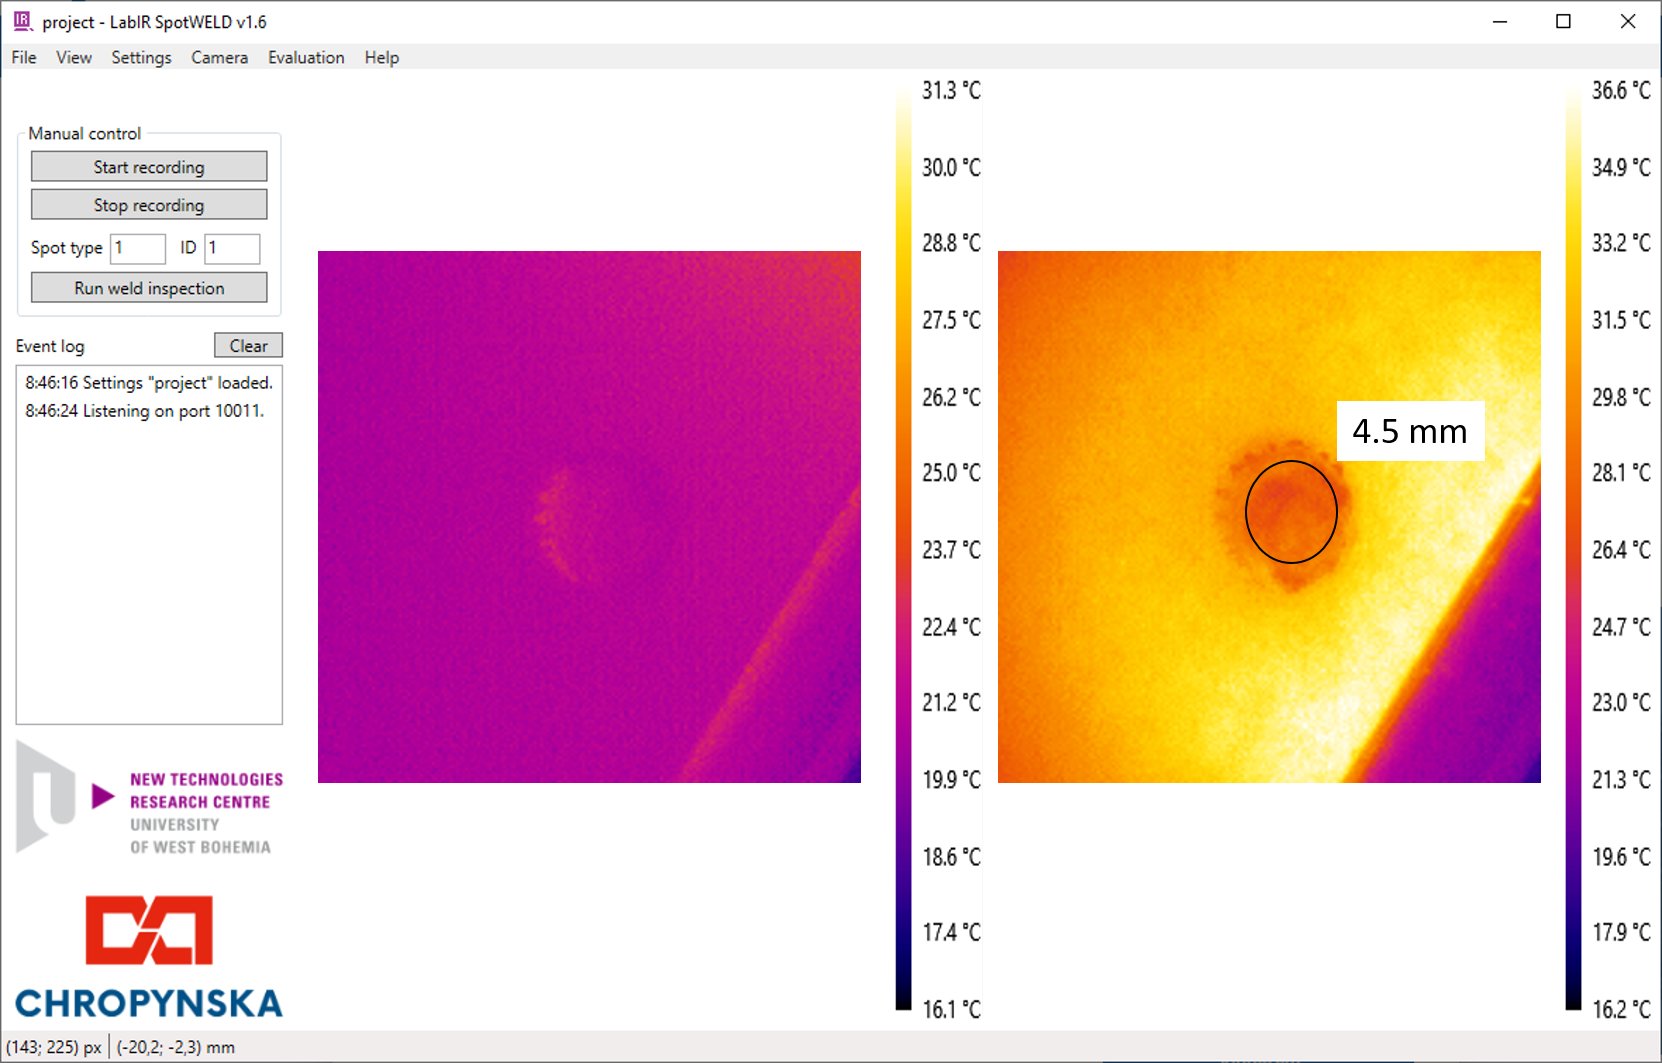 project - LabIR SpotWELD v1.6
File View Settings Camera Evaluation Help
Manual control
Start recording
Stop recording
Spot type 1 ID 1
Run weld inspection
Event log Clear
8:46:16 Settings "project" loaded.
8:46:24 Listening on port 10011.
NEW TECHNOLOGIES
RESEARCH CENTRE
UNIVERSITY
OF WEST BOHEMIA
CHROPYNSKA
31.3 °C
30.0 °C
28.8 °C
27.5 °C
26.2 °C
25.0 °C
23.7 °C
22.4 °C
21.2 °C
19.9 °C
18.6 °C
17.4 °C
16.1 °C
4.5 mm
36.6 °C
34.9 °C
33.2 °C
31.5 °C
29.8 °C
28.1 °C
26.4 °C
24.7 °C
23.0 °C
21.3 °C
19.6 °C
17.9 °C
16.2 °C
(143; 225) px (-20,2; -2,3) mm